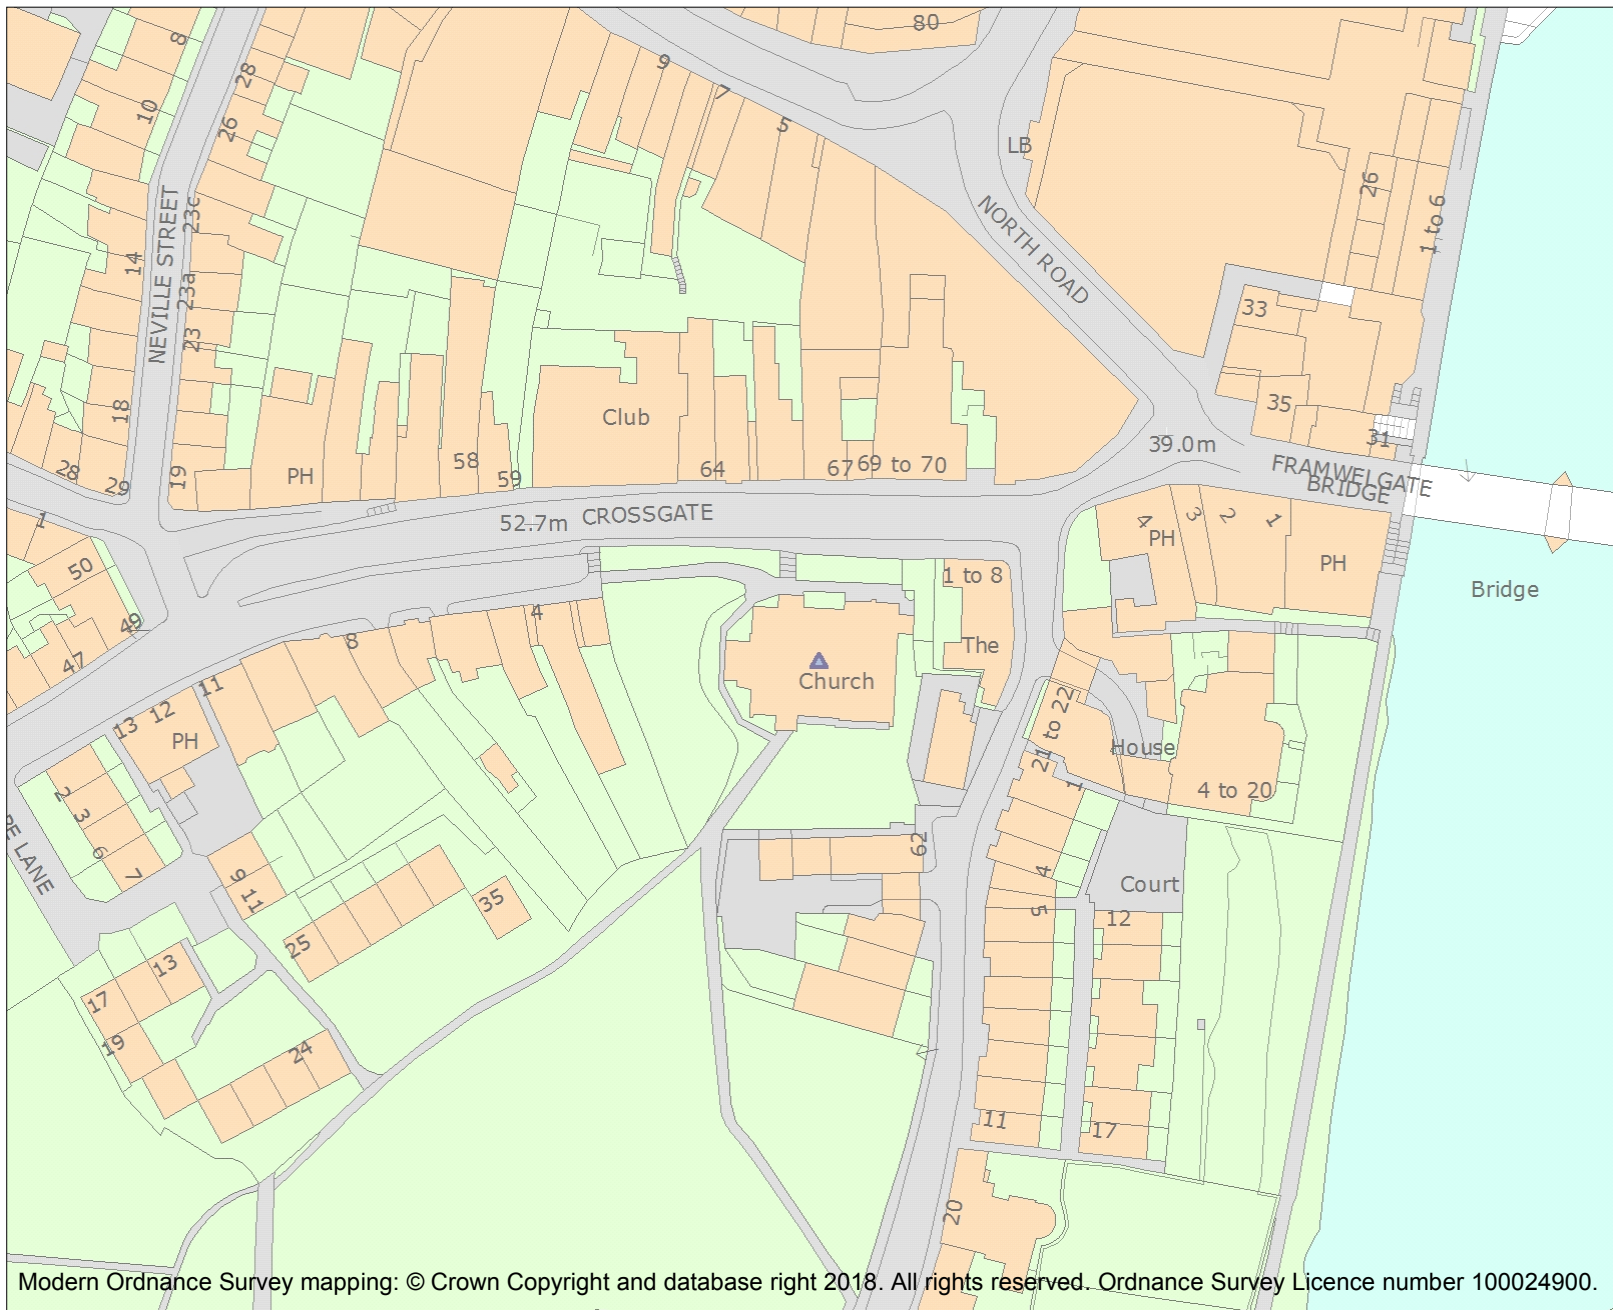 80
8
9
28
7
10
5
26
LB
26
NEVILLE STREET
23c
1 to 6
NORTH ROAD
14
23a
33
23
18
35
Club
31
39.0m
58
64
67
69 to 70
28
29
19
PH
59
FRAMWELGATE
BRIDGE
52.7m
CROSSGATE
1
4
3
2
1
PH
PH
50
1 to 8
Bridge
49
4
8
The
47
Church
11
12
13
PH
21 to 22
House
1
4 to 20
2
3
62
6
7
RE LANE
9
11
4
Court
35
5
12
25
13
17
19
24
11
17
20
Modern Ordnance Survey mapping: © Crown Copyright and database right 2018. All rights reserved. Ordnance Survey Licence number 100024900.